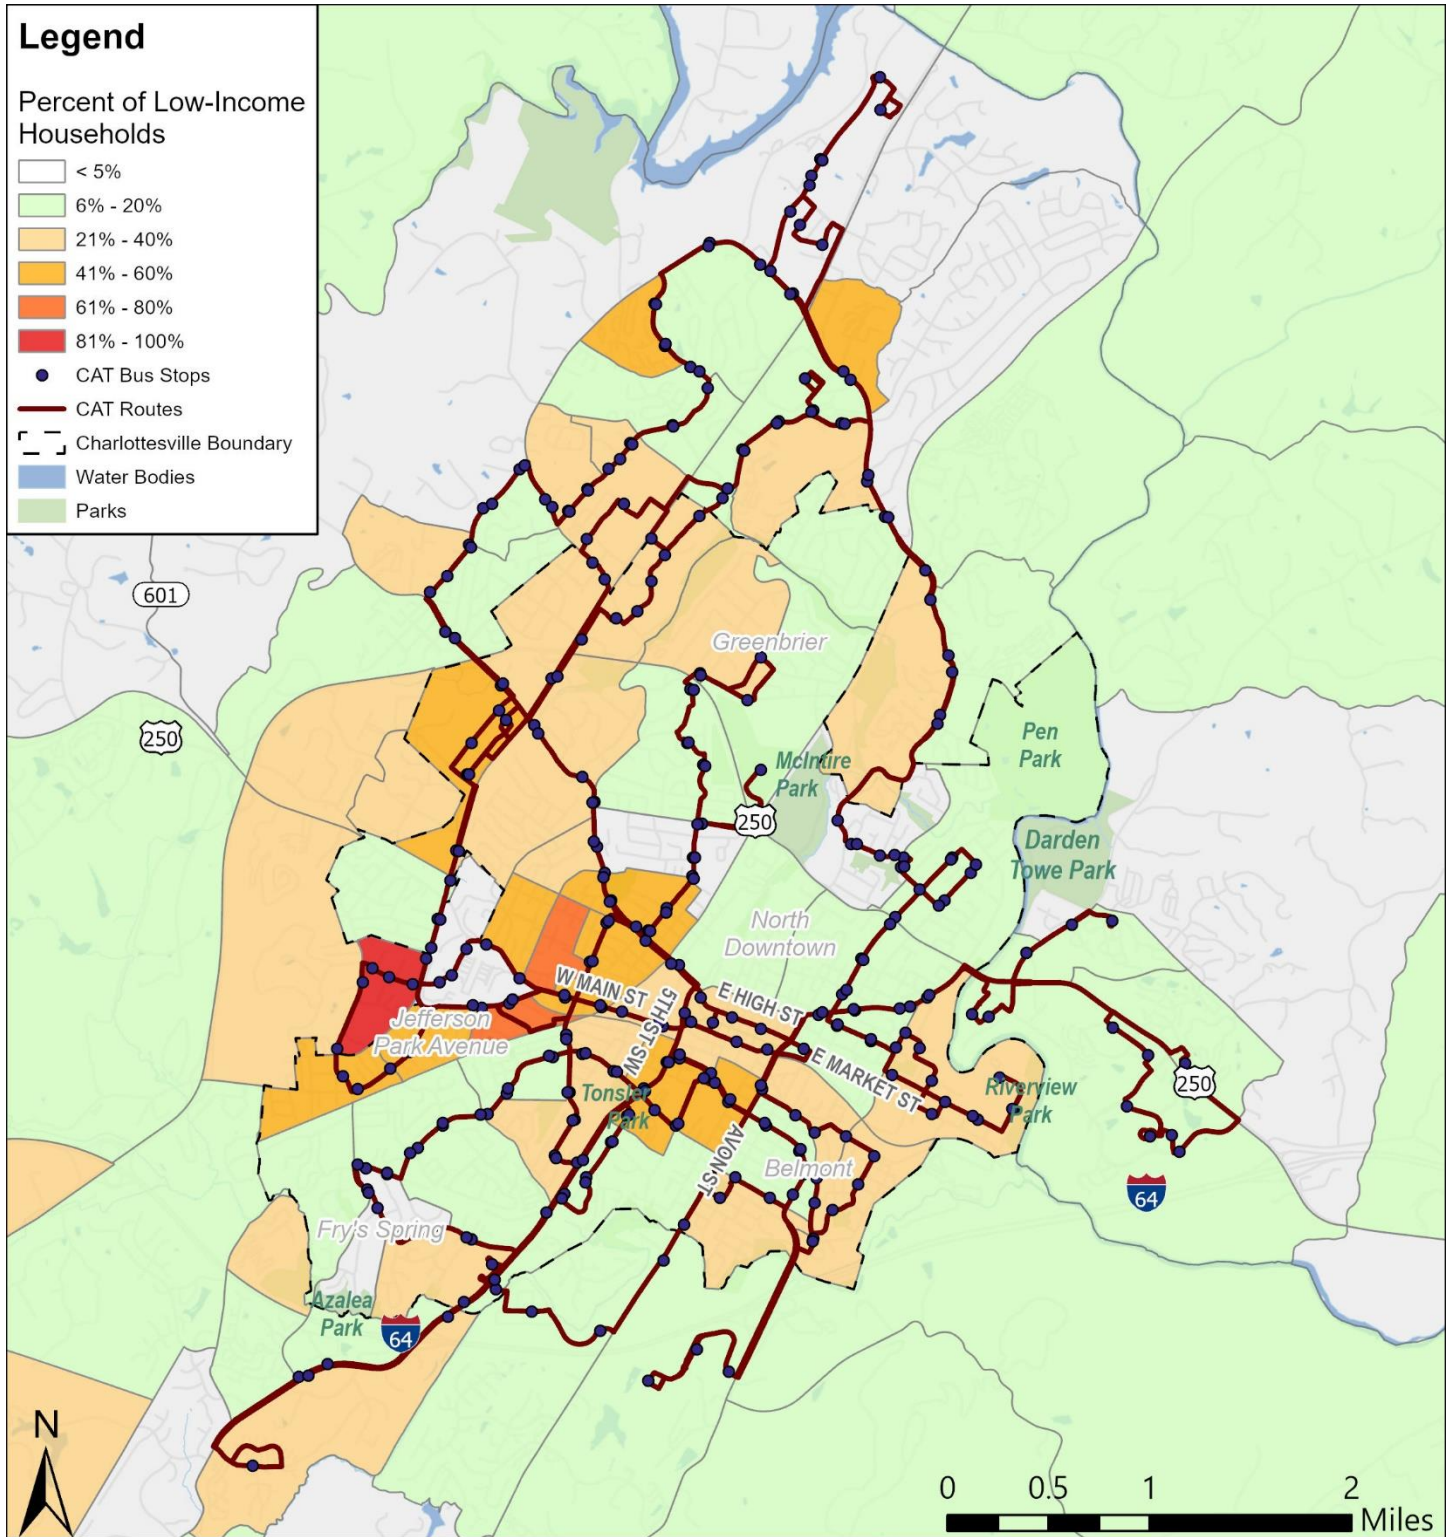 Legend
Percent of Low-Income
Households
< 5%
6% - 20%
21% - 40%
41% - 60%
61% - 80%
81% - 100%
CAT Bus Stops
CAT Routes
Charlottesville Boundary
Water Bodies
Parks
601
250
Greenbrier
McIntire
Park
250
Pen
Park
Darden
Towe Park
North
Downtown
W MAIN ST
5TH ST SW
E HIGH ST
Jefferson
Park Avenue
E MARKET ST
Tonsler
Park
Riverview
Park
250
AVON ST
Belmont
64
Fry's Spring
Azalea
Park
64
N
0 0.5 1 2
Miles